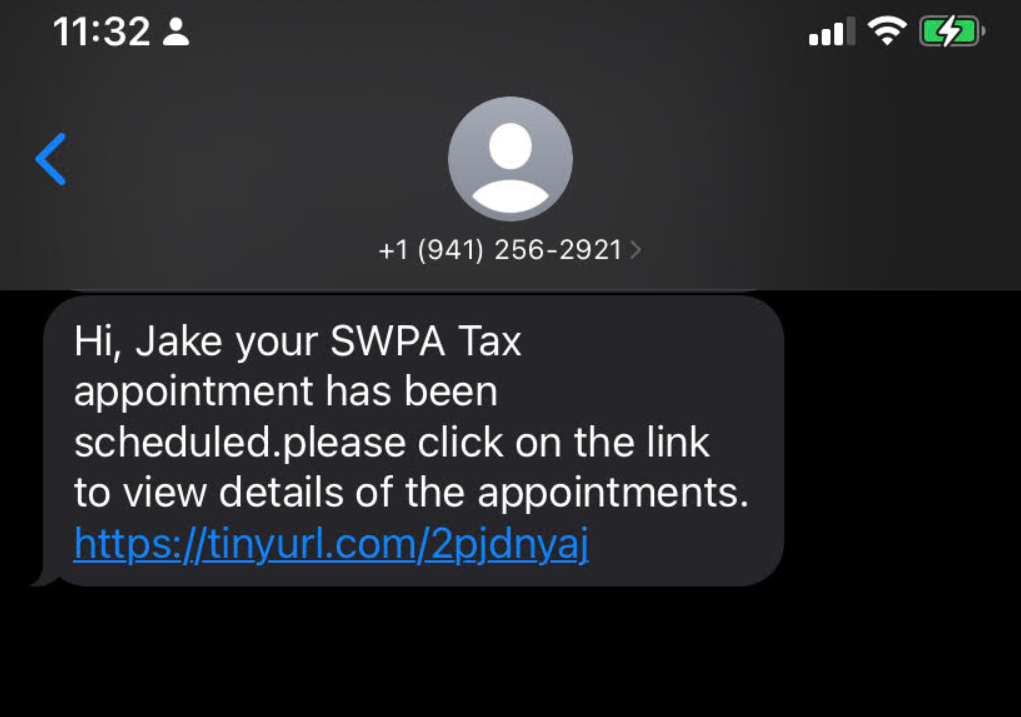 11:32
+1 (941) 256-2921
Hi, Jake your SWPA Tax
appointment has been
scheduled.please click on the link
to view details of the appointments.
https://tinyurl.com/2pjdnyaj